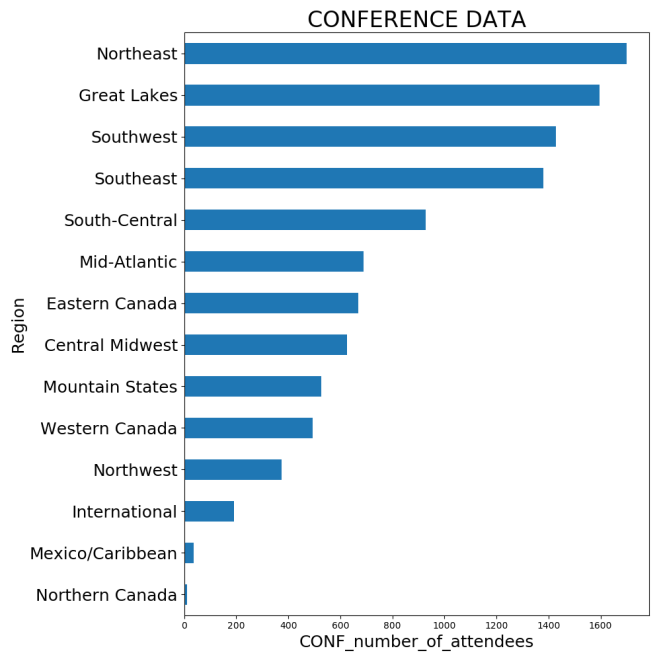 CONFERENCE DATA
Northeast
Great Lakes
Southwest
Southeast
South-Central
Mid-Atlantic
Eastern Canada
Central Midwest
Mountain States
Western Canada
Northwest
International
Mexico/Caribbean
Northern Canada
Region
0 200 400 600 800 1000 1200 1400 1600
CONF_number_of_attendees